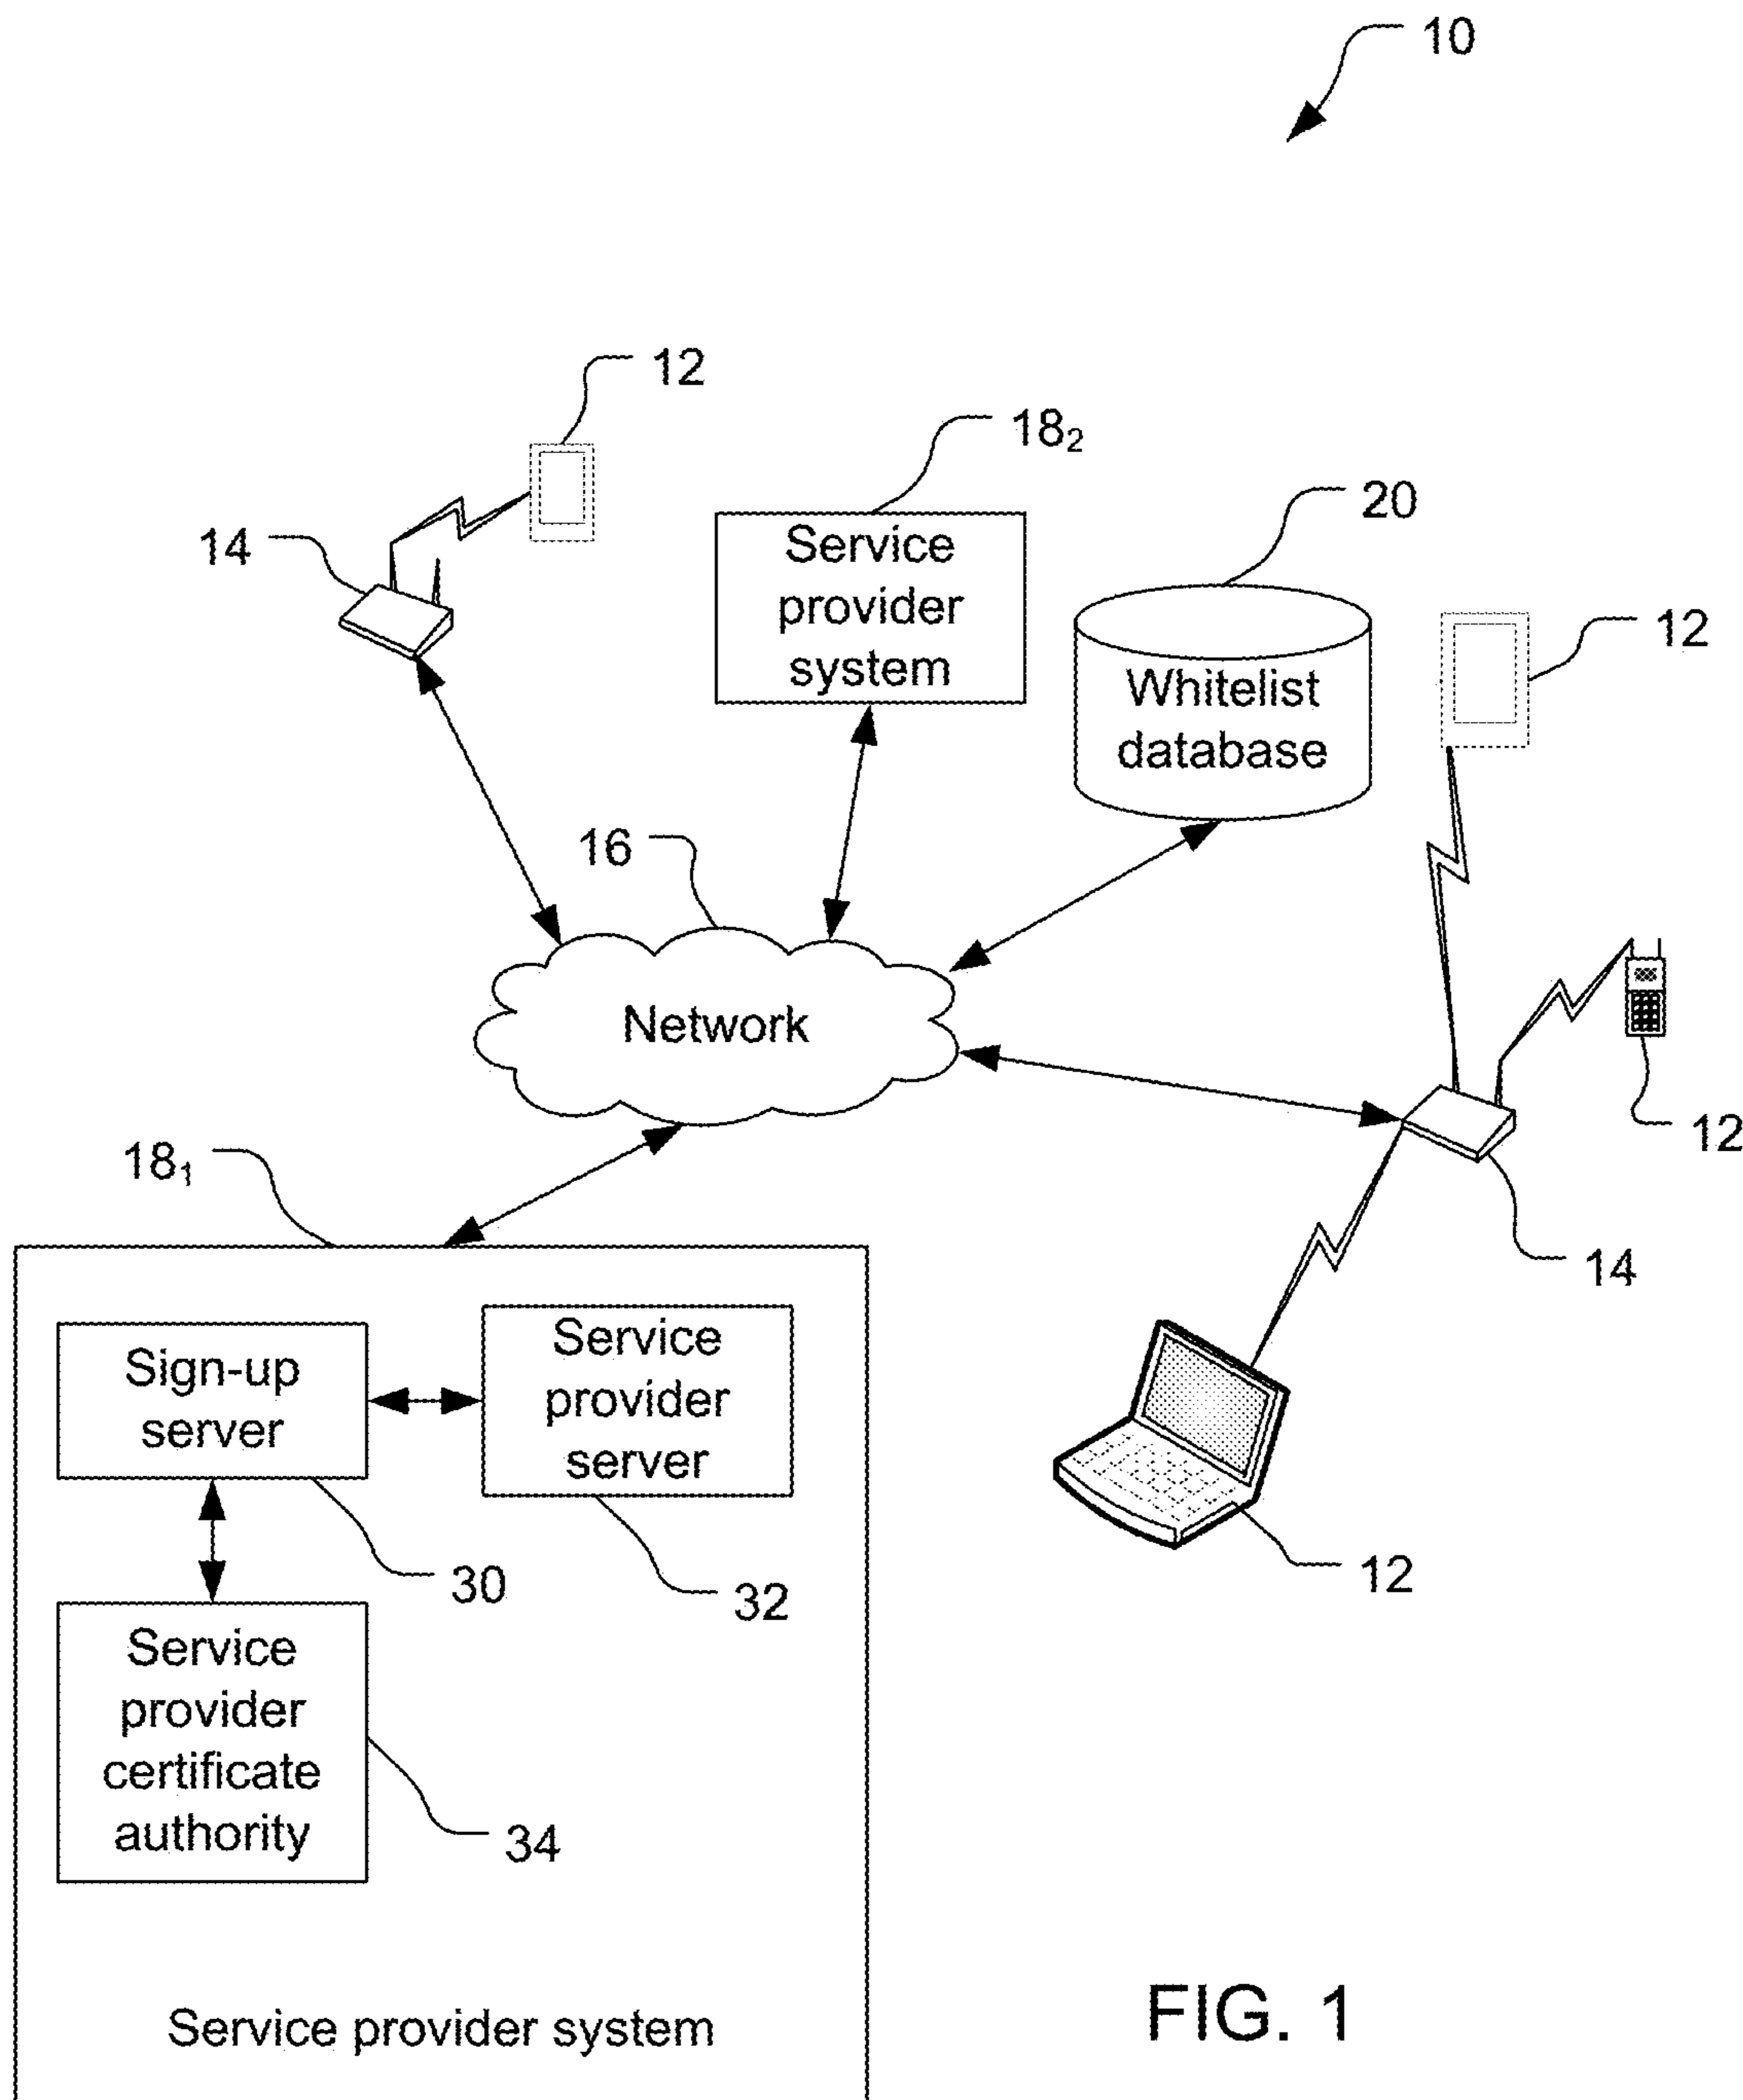 10
12
18₂
20
14
Service
provider
system
12
Whitelist
database
16
Network
12
18₁
14
Sign-up
server
Service
provider
server
12
30
32
Service
provider
certificate
authority
34
Service provider system
FIG. 1